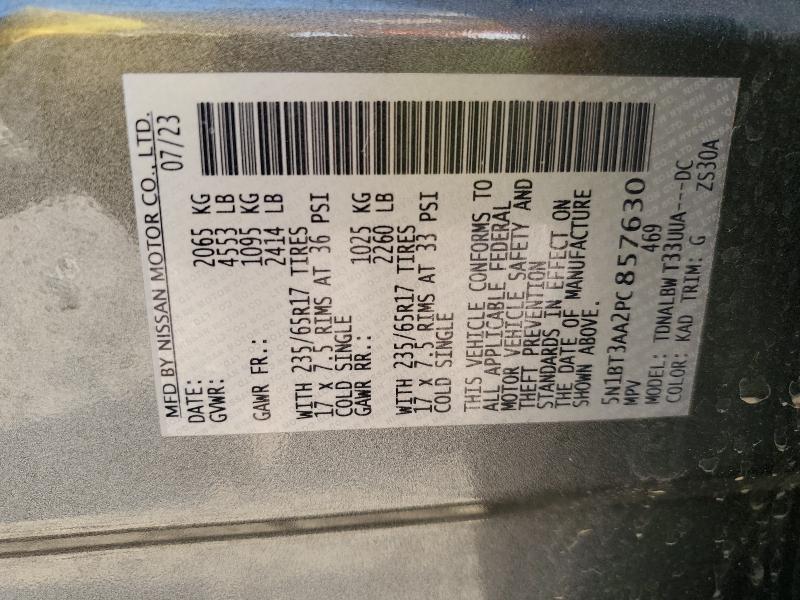 MFD BY NISSAN MOTOR CO., LTD.
DATE: 07/23
GVWR: 2065 KG
4553 LB
GAWR FR.: 1095 KG
2414 LB
WITH 235/65R17 TIRES
17 X 7.5 RIMS AT 36 PSI
COLD SINGLE
GAWR RR.: 1025 KG
2260 LB
WITH 235/65R17 TIRES
17 X 7.5 RIMS AT 33 PSI
COLD SINGLE
THIS VEHICLE CONFORMS TO
ALL APPLICABLE FEDERAL
MOTOR VEHICLE SAFETY AND
THEFT PREVENTION
STANDARDS IN EFFECT ON
THE DATE OF MANUFACTURE
SHOWN ABOVE.
5N1BT3AA2PC857630
MPV 469
MODEL: TDNALBW T33UUA---DC
COLOR: KAD TRIM: G ZS30A